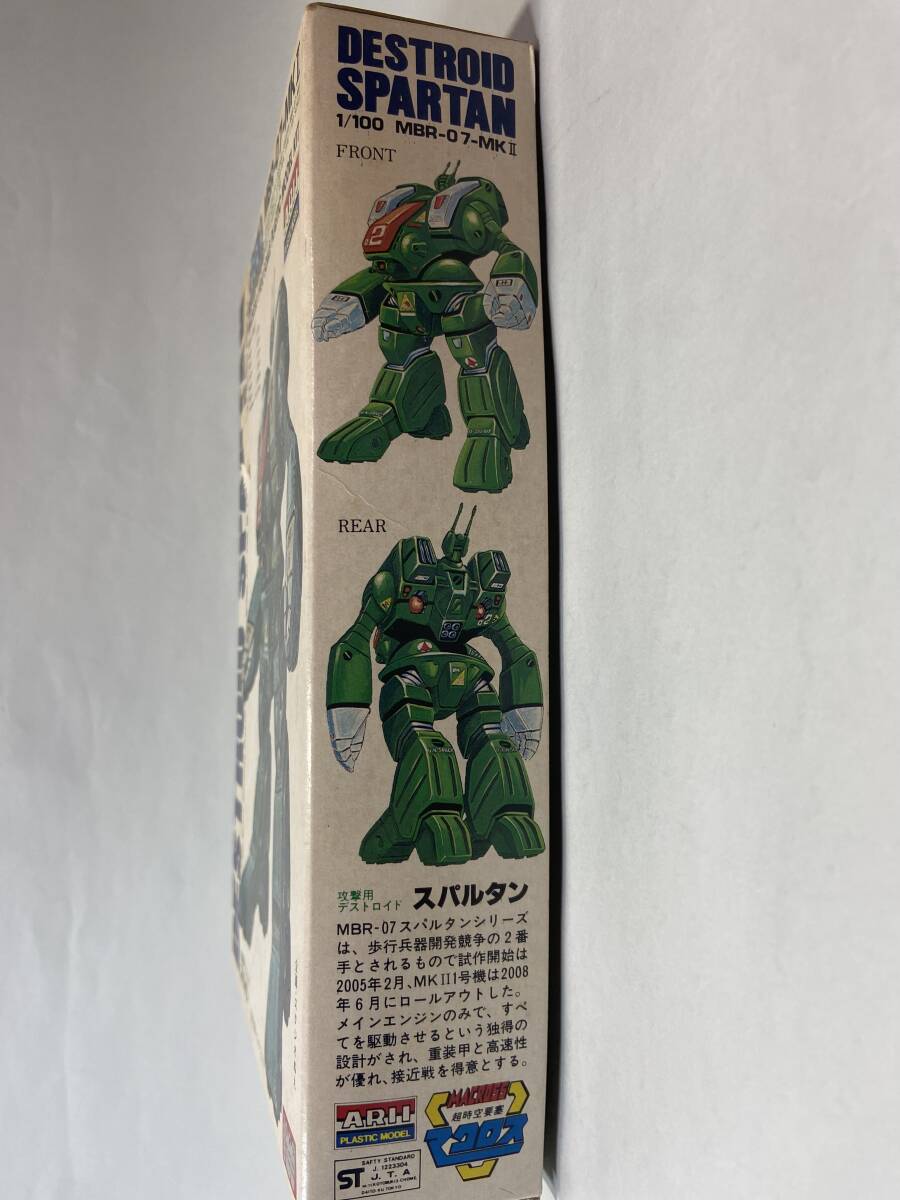 DESTROID
SPARTAN
1/100 MBR-07-MKⅡ
FRONT
2
REAR
攻撃用
デストロイド スパルタン
MBR-07スパルタンシリーズ
は、歩行兵器開発競争の2番
手とされるもので試作開始は
2005年2月、MKⅡ1号機は2008
年6月にロールアウトした。
メインエンジンのみで、すべ
てを駆動させるという独得の
設計がされ、重装甲と高速性
が優れ、接近戦を得意とする。
ARII
PLASTIC MODEL
MACROSS
超時空要塞
マクロス
SAFTY STANDARD
J. 1223304
ST J. T. A